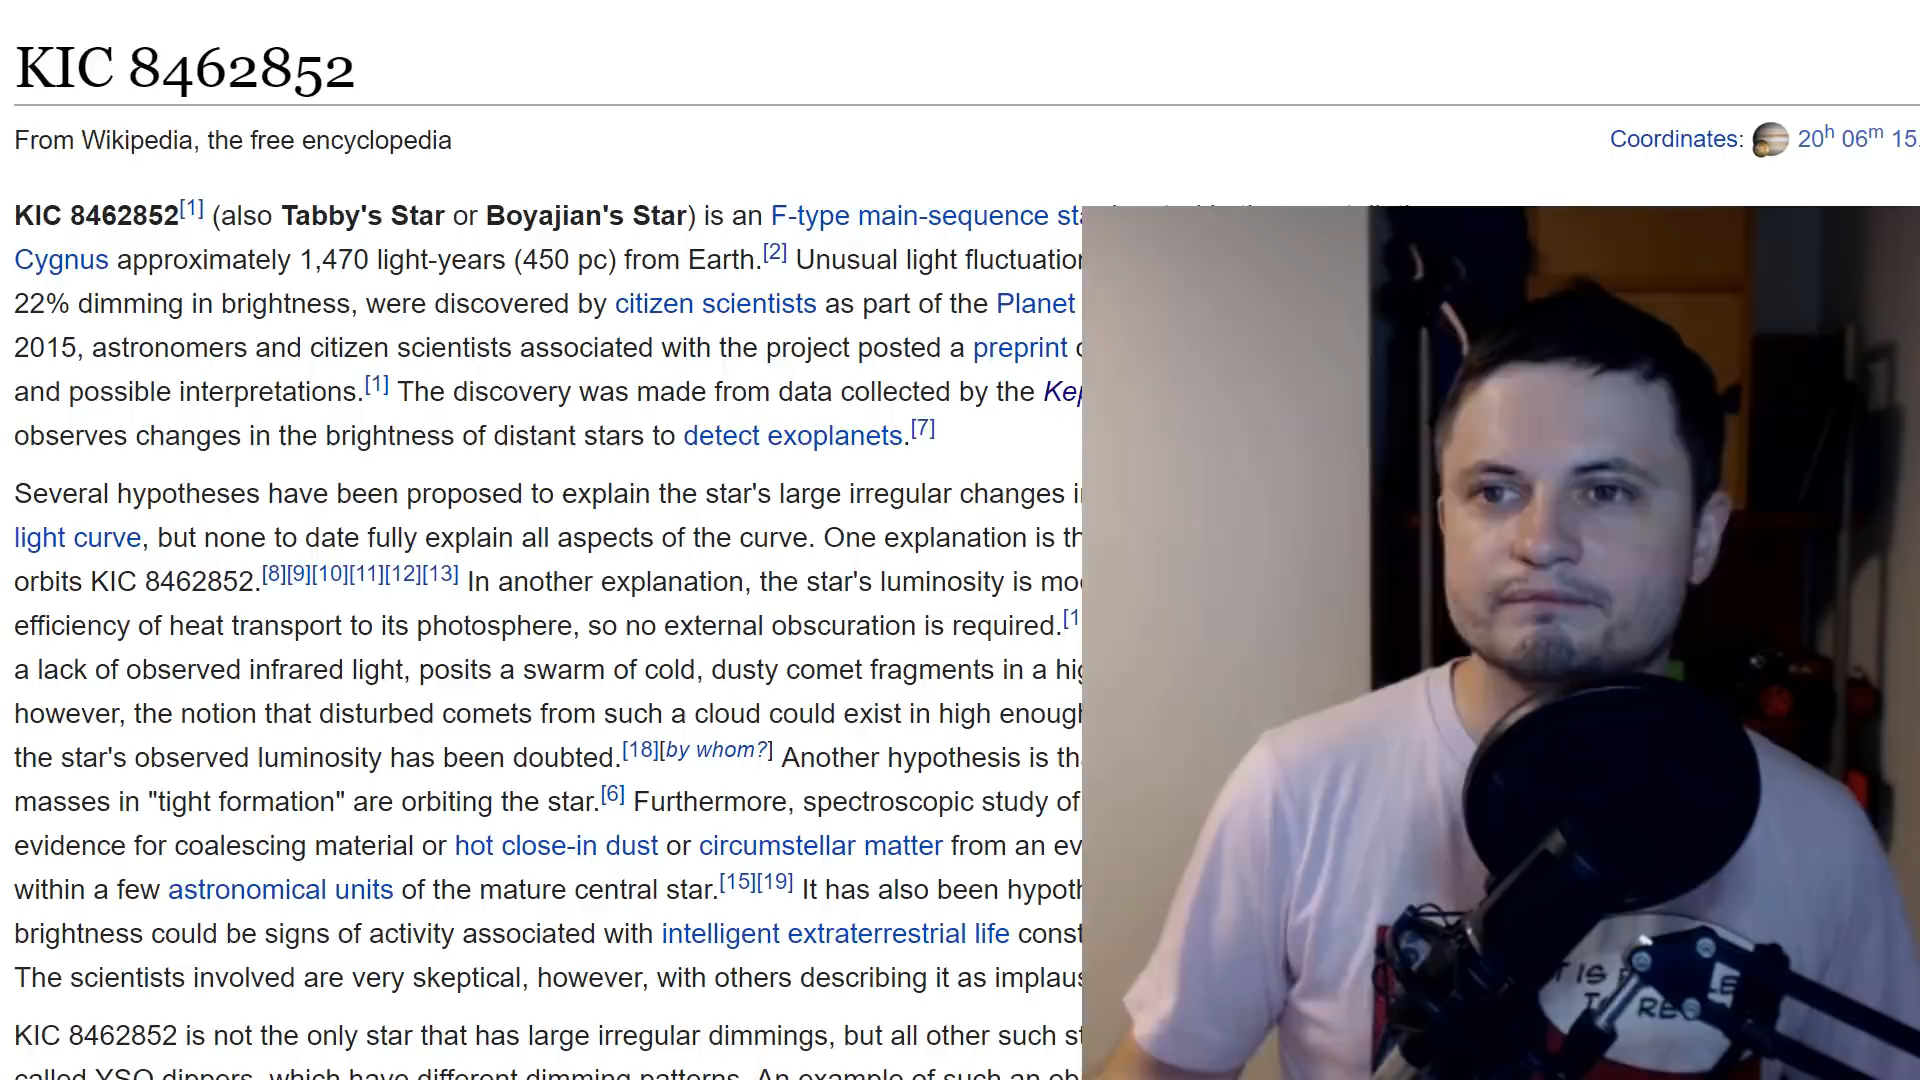 KIC 8462852
From Wikipedia, the free encyclopedia
Coordinates: 20h 06m 15.
KIC 8462852[1] (also Tabby's Star or Boyajian's Star) is an F-type main-sequence
Cygnus approximately 1,470 light-years (450 pc) from Earth.[2] Unusual light
22% dimming in brightness, were discovered by citizen scientists as part of the Planet
2015, astronomers and citizen scientists associated with the project posted a preprint
and possible interpretations.[1] The discovery was made from data collected by the
observes changes in the brightness of distant stars to detect exoplanets.[7]
Several hypotheses have been proposed to explain the star's large irregular changes
light curve, but none to date fully explain all aspects of the curve. One explanation is
orbits KIC 8462852.[8][9][10][11][12][13] In another explanation, the star's luminosity is
efficiency of heat transport to its photosphere, so no external obscuration is required.
a lack of observed infrared light, posits a swarm of cold, dusty comet fragments in a
however, the notion that disturbed comets from such a cloud could exist in high
the star's observed luminosity has been doubted.[18][by whom?] Another hypothesis is
masses in "tight formation" are orbiting the star.[6] Furthermore, spectroscopic study of
evidence for coalescing material or hot close-in dust or circumstellar matter from an
within a few astronomical units of the mature central star.[15][19] It has also been
brightness could be signs of activity associated with intelligent extraterrestrial life
The scientists involved are very skeptical, however, with others describing it as
KIC 8462852 is not the only star that has large irregular dimmings, but all other such
called YSO dippers, which have different dimming patterns. An example of such an